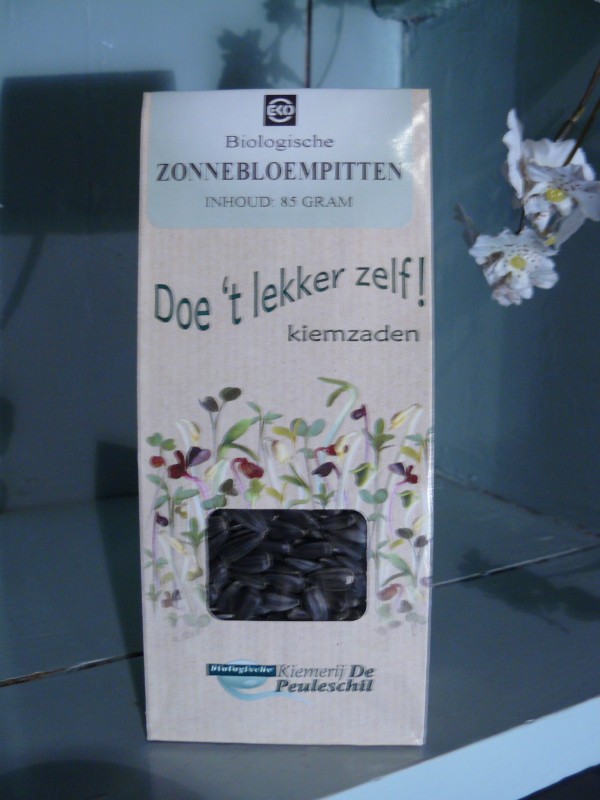 EKO
Biologische
ZONNEBLOEMPITTEN
INHOUD: 85 GRAM
Doe 't lekker zelf!
kiemzaden
biologische Kiemerij De
Peuleschil